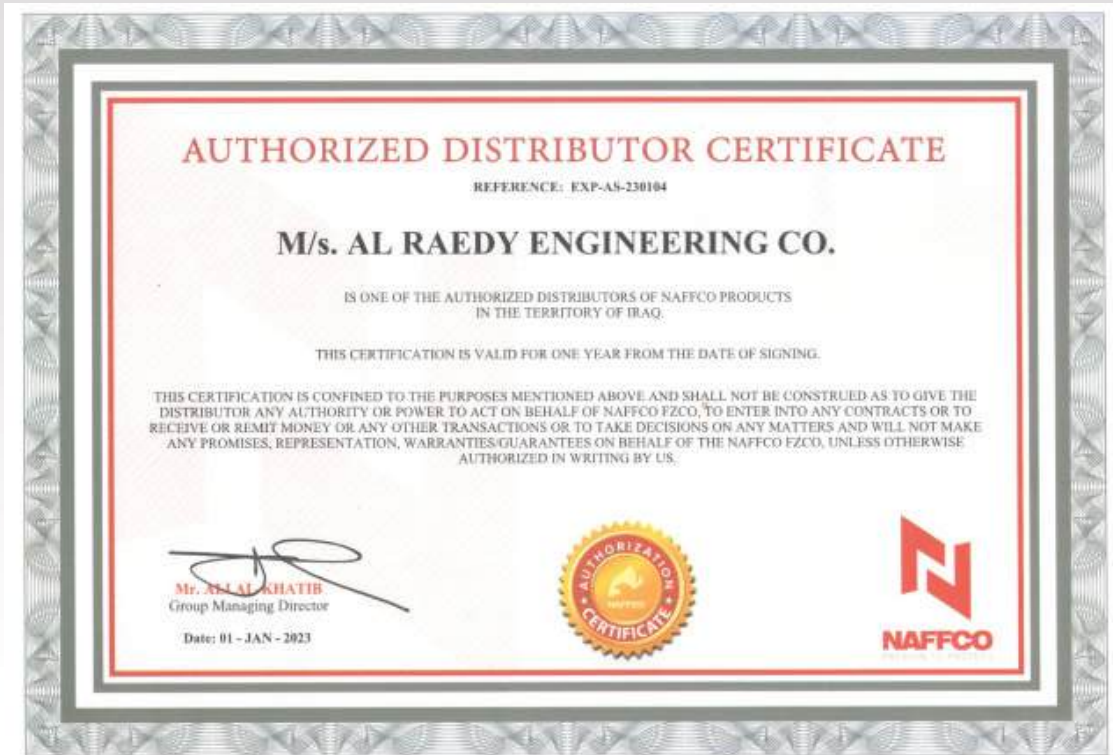 AUTHORIZED DISTRIBUTOR CERTIFICATE
REFERENCE: EXP-AS-230104
M/s. AL RAEDY ENGINEERING CO.
IS ONE OF THE AUTHORIZED DISTRIBUTORS OF NAFFCO PRODUCTS
IN THE TERRITORY OF IRAQ.
THIS CERTIFICATION IS VALID FOR ONE YEAR FROM THE DATE OF SIGNING.
THIS CERTIFICATION IS CONFINED TO THE PURPOSES MENTIONED ABOVE AND SHALL NOT BE CONSTRUED AS TO GIVE THE
DISTRIBUTOR ANY AUTHORITY OR POWER TO ACT ON BEHALF OF NAFFCO FZCO, TO ENTER INTO ANY CONTRACTS OR TO
RECEIVE OR REMIT MONEY OR ANY OTHER TRANSACTIONS OR TO TAKE DECISIONS ON ANY MATTERS AND WILL NOT MAKE
ANY PROMISES, REPRESENTATION, WARRANTIES/GUARANTEES ON BEHALF OF THE NAFFCO FZCO, UNLESS OTHERWISE
AUTHORIZED IN WRITING BY US.
Mr. ALI AL-KHATIB
Group Managing Director
Date: 01 - JAN - 2023
AUTHORIZATION
NAFFCO
CERTIFICATE
NAFFCO